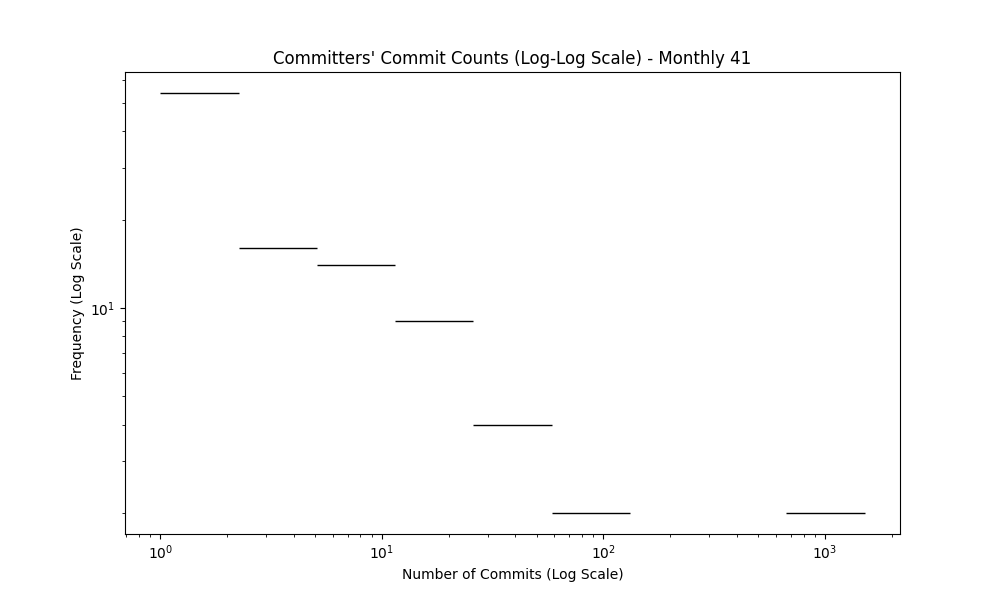 Committers' Commit Counts (Log-Log Scale) - Monthly 41
Frequency (Log Scale)
10¹
10⁰ 10¹ 10² 10³
Number of Commits (Log Scale)